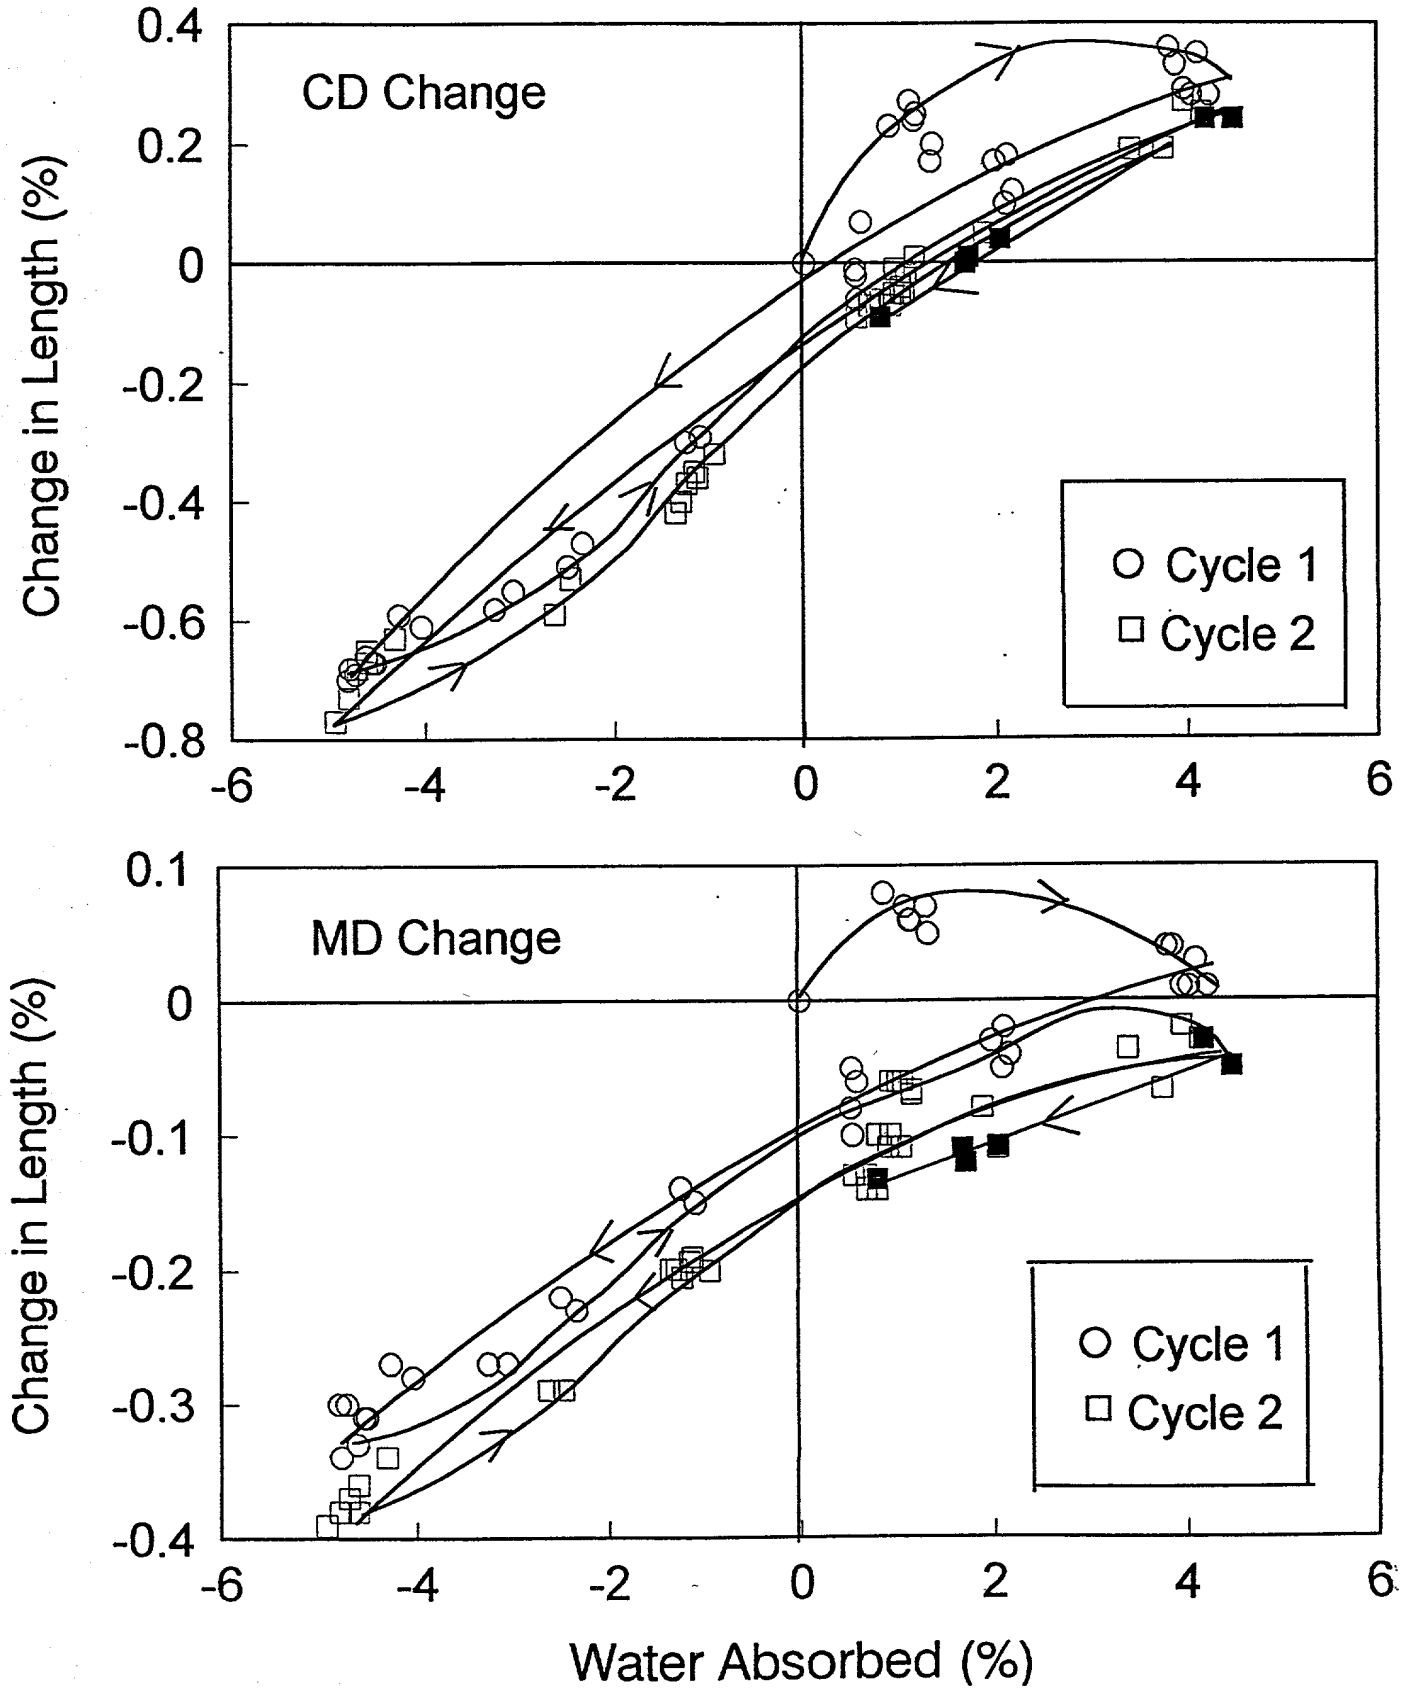 0.4
CD Change
0.2
0
-0.2
-0.4
-0.6
-0.8
Change in Length (%)
Cycle 1
Cycle 2
-6 -4 -2 0 2 4 6
0.1
MD Change
0
-0.1
-0.2
-0.3
-0.4
Change in Length (%)
Cycle 1
Cycle 2
-6 -4 -2 0 2 4 6
Water Absorbed (%)